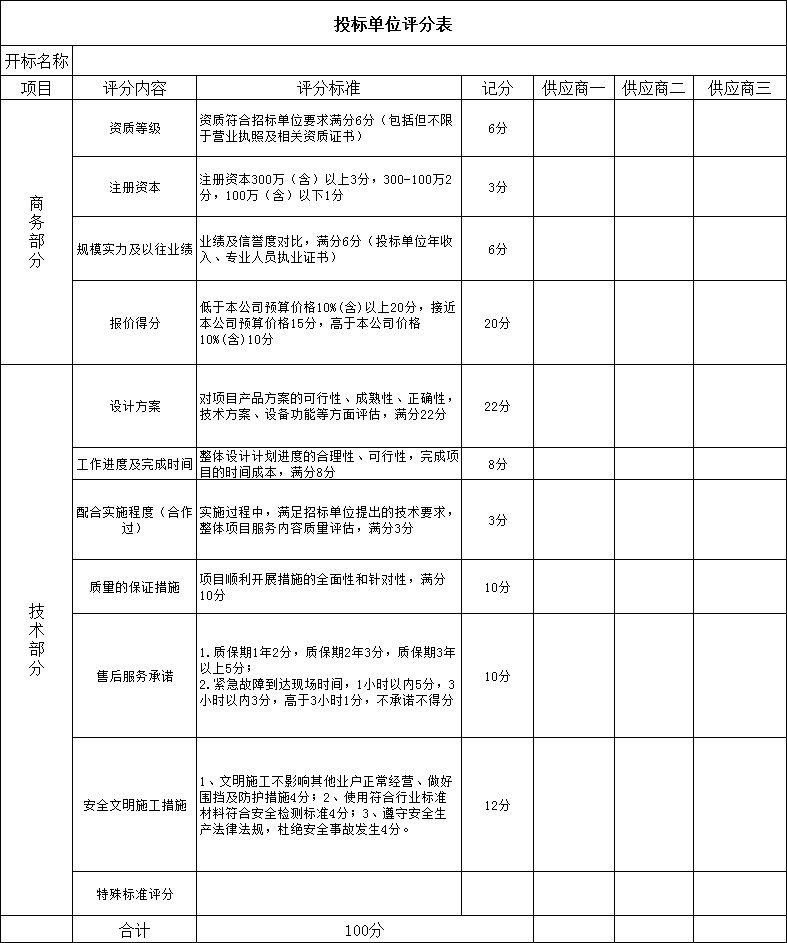 投标单位评分表
开标名称
项目 评分内容 评分标准 记分 供应商一 供应商二 供应商三
商务部分
资质等级
资质符合招标单位要求满分6分（包括但不限
于营业执照及相关资质证书）
6分
注册资本
注册资本300万（含）以上3分，300-100万2
分，100万（含）以下1分
3分
规模实力及以往业绩
业绩及信誉度对比，满分6分（投标单位年收
入、专业人员执业证书）
6分
报价得分
低于本公司预算价格10%(含)以上20分，接近
本公司预算价格15分，高于本公司价格
10%(含)10分
20分
技术部分
设计方案
对项目产品方案的可行性、成熟性、正确性，
技术方案、设备功能等方面评估，满分22分
22分
工作进度及完成时间
整体设计计划进度的合理性、可行性，完成项
目的时间成本，满分8分
8分
配合实施程度（合作
过）
实施过程中，满足招标单位提出的技术要求，
整体项目服务内容质量评估，满分3分
3分
质量的保证措施
项目顺利开展措施的全面性和针对性，满分
10分
10分
售后服务承诺
1.质保期1年2分，质保期2年3分，质保期3年
以上5分；
2.紧急故障到达现场时间，1小时以内5分，3
小时以内3分，高于3小时1分，不承诺不得分
10分
安全文明施工措施
1、文明施工不影响其他业户正常经营、做好
围挡及防护措施4分；2、使用符合行业标准
材料符合安全检测标准4分；3、遵守安全生
产法律法规，杜绝安全事故发生4分。
12分
特殊标准评分
合计 100分